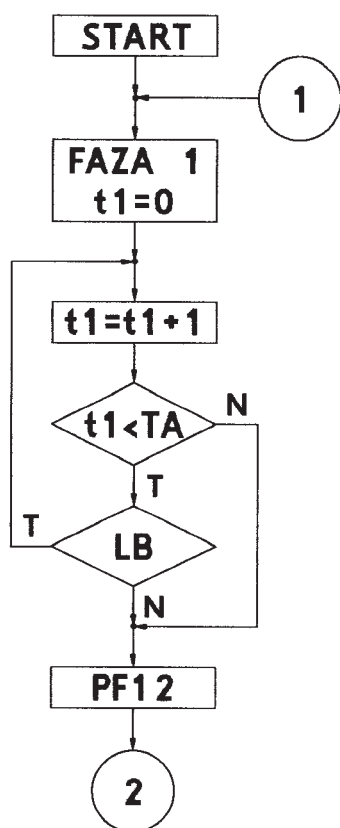 START
1
FAZA 1
t1=0
t1=t1+1
t1<TA
N
T
T
LB
N
PF12
2